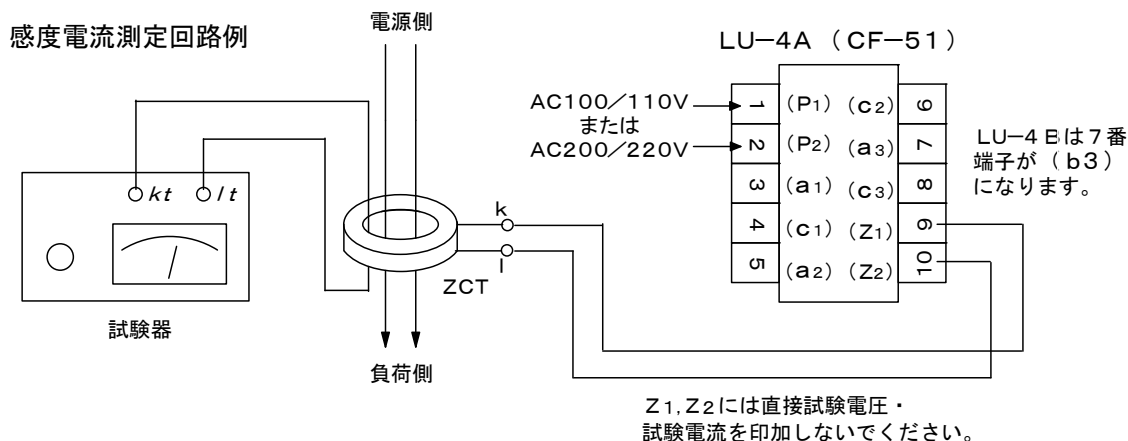 感度電流測定回路例
電源側
LU−4A (CF−51)
AC100/110V
または
AC200/220V
1 (P1) (c2) 6
2 (P2) (a3) 7
3 (a1) (c3) 8
4 (c1) (Z1) 9
5 (a2) (Z2) 10
LU−4Bは7番
端子が(b3)
になります。
kt lt
k
l
ZCT
試験器
負荷側
Z1,Z2には直接試験電圧・
試験電流を印加しないでください。